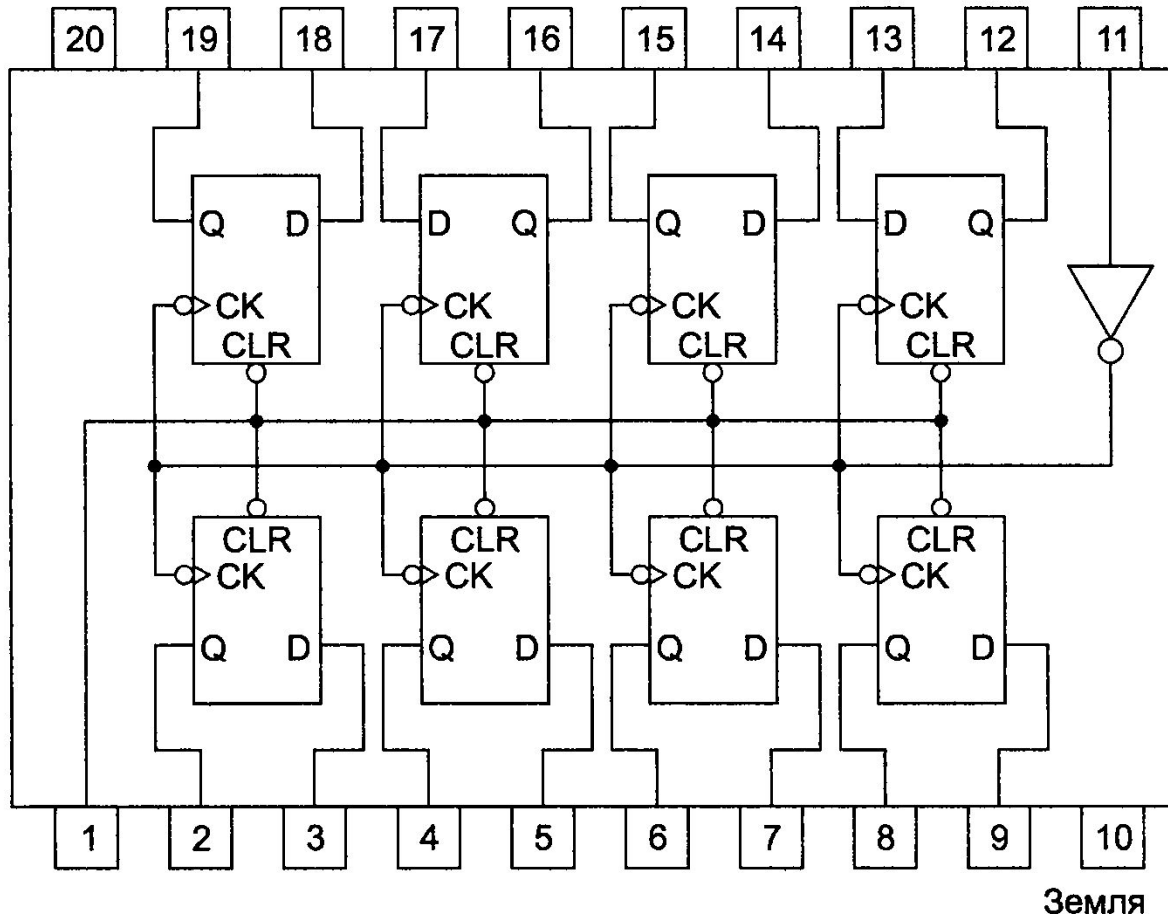 20 19 18 17 16 15 14 13 12 11
Q D D Q Q D D Q
CK CK CK CK
CLR CLR CLR CLR
CLR CLR CLR CLR
CK CK CK CK
Q D Q D Q D Q D
1 2 3 4 5 6 7 8 9 10
Земля